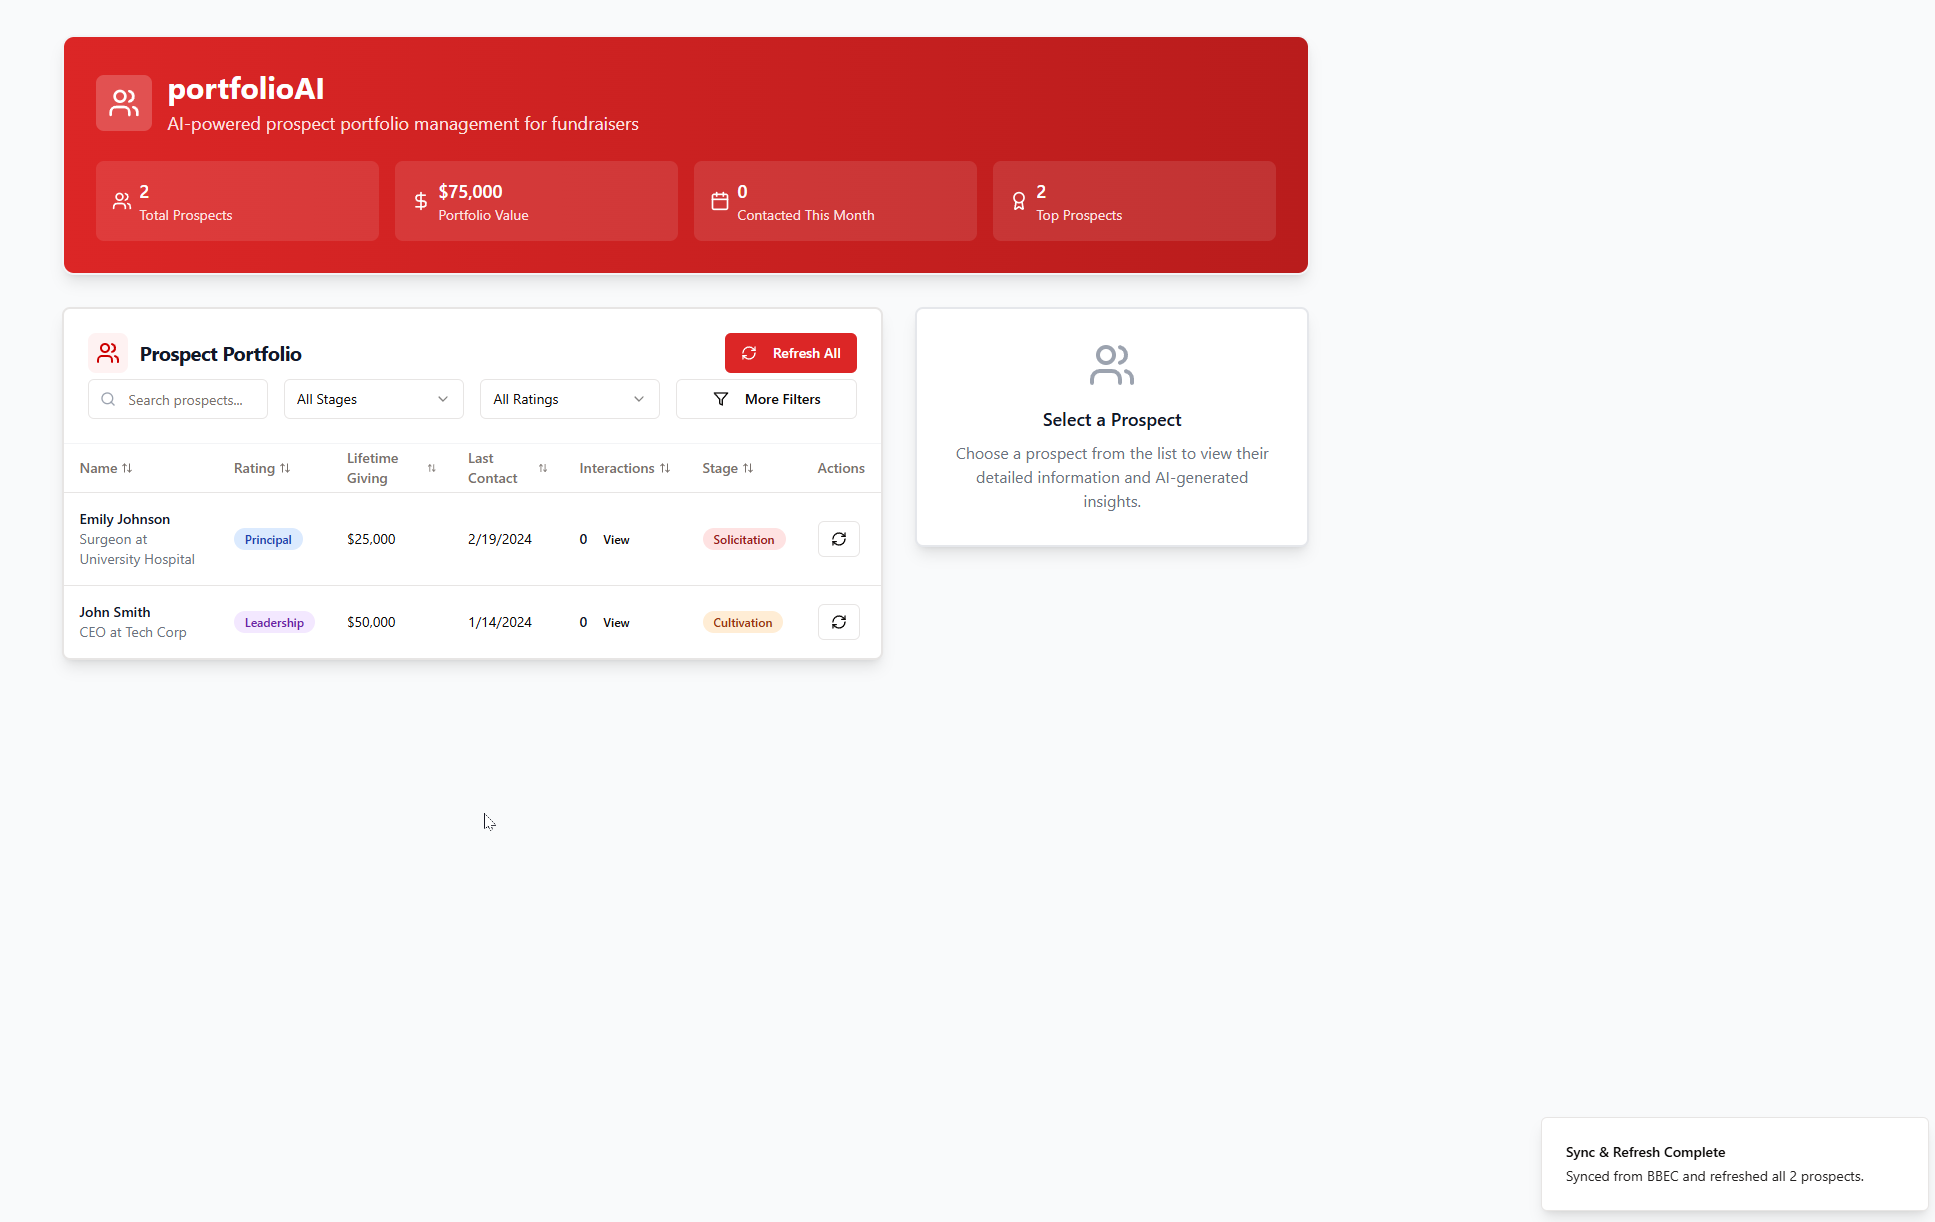 portfolioAI
AI-powered prospect portfolio management for fundraisers
2
Total Prospects
$75,000
Portfolio Value
0
Contacted This Month
2
Top Prospects
Prospect Portfolio
Refresh All
Search prospects...
All Stages
All Ratings
More Filters
Name
Rating
Lifetime
Giving
Last
Contact
Interactions
Stage
Actions
Emily Johnson
Surgeon at
University Hospital
Principal
$25,000
2/19/2024
0 View
Solicitation
John Smith
CEO at Tech Corp
Leadership
$50,000
1/14/2024
0 View
Cultivation
Select a Prospect
Choose a prospect from the list to view their
detailed information and AI-generated
insights.
Sync & Refresh Complete
Synced from BBEC and refreshed all 2 prospects.